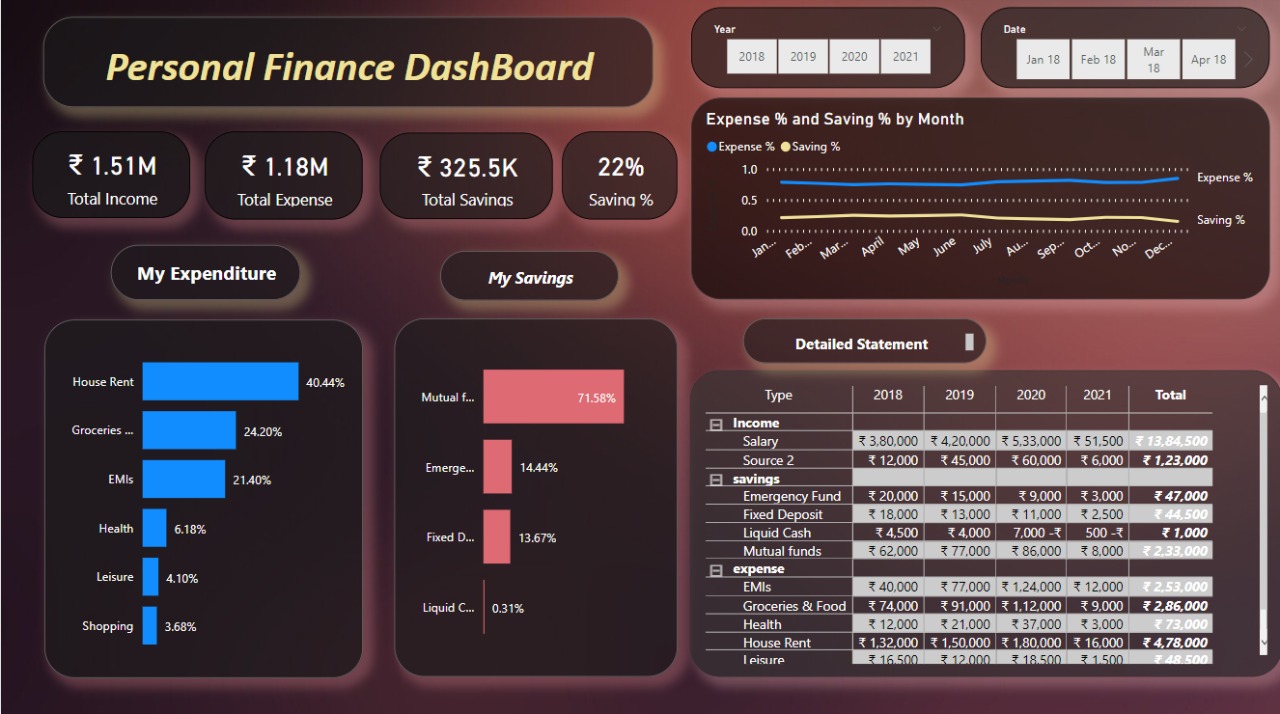 Personal Finance DashBoard
Year
2018 2019 2020 2021
Date
Jan 18 Feb 18 Mar 18 Apr 18
₹ 1.51M
Total Income
₹ 1.18M
Total Expense
₹ 325.5K
Total Savings
22%
Saving %
Expense % and Saving % by Month
Expense % Saving %
1.0
0.5
0.0
Expense %
Saving %
Jan... Feb... Mar... April May June July Au... Sep... Oct... No... Dec...
My Expenditure
House Rent 40.44%
Groceries ... 24.20%
EMIs 21.40%
Health 6.18%
Leisure 4.10%
Shopping 3.68%
My Savings
Mutual f... 71.58%
Emerge... 14.44%
Fixed D... 13.67%
Liquid C... 0.31%
Detailed Statement
Type 2018 2019 2020 2021 Total
Income
Salary ₹ 3,80,000 ₹ 4,20,000 ₹ 5,33,000 ₹ 51,500 ₹ 13,84,500
Source 2 ₹ 12,000 ₹ 45,000 ₹ 60,000 ₹ 6,000 ₹ 1,23,000
savings
Emergency Fund ₹ 20,000 ₹ 15,000 ₹ 9,000 ₹ 3,000 ₹ 47,000
Fixed Deposit ₹ 18,000 ₹ 13,000 ₹ 11,000 ₹ 2,500 ₹ 44,500
Liquid Cash ₹ 4,500 ₹ 4,000 7,000 -₹ 500 -₹ ₹ 1,000
Mutual funds ₹ 62,000 ₹ 77,000 ₹ 86,000 ₹ 8,000 ₹ 2,33,000
expense
EMIs ₹ 40,000 ₹ 77,000 ₹ 1,24,000 ₹ 12,000 ₹ 2,53,000
Groceries & Food ₹ 74,000 ₹ 91,000 ₹ 1,12,000 ₹ 9,000 ₹ 2,86,000
Health ₹ 12,000 ₹ 21,000 ₹ 37,000 ₹ 3,000 ₹ 73,000
House Rent ₹ 1,32,000 ₹ 1,50,000 ₹ 1,80,000 ₹ 16,000 ₹ 4,78,000
Leisure ₹ 16,500 ₹ 12,000 ₹ 18,500 ₹ 1,500 ₹ 48,500